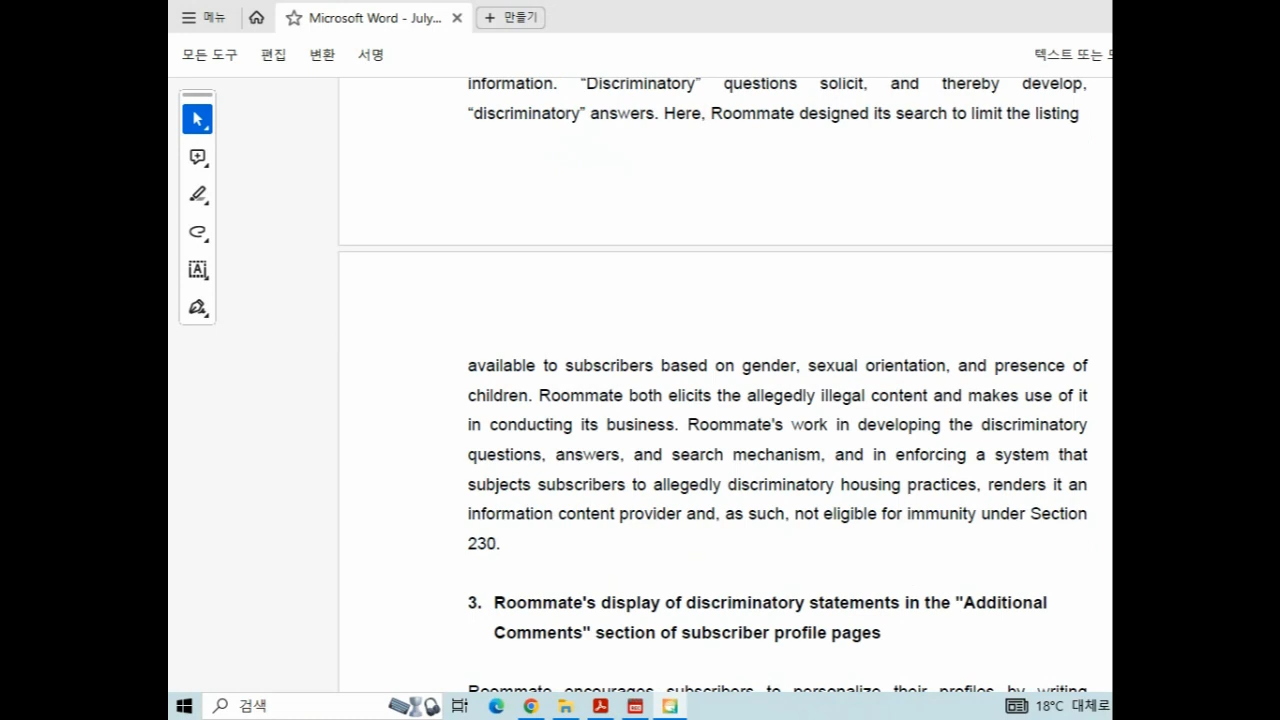 메뉴
Microsoft Word - July...
만들기
모든 도구
편집
변환
서명
텍스트 또는
information. “Discriminatory” questions solicit, and thereby develop,
“discriminatory” answers. Here, Roommate designed its search to limit the listing
available to subscribers based on gender, sexual orientation, and presence of
children. Roommate both elicits the allegedly illegal content and makes use of it
in conducting its business. Roommate's work in developing the discriminatory
questions, answers, and search mechanism, and in enforcing a system that
subjects subscribers to allegedly discriminatory housing practices, renders it an
information content provider and, as such, not eligible for immunity under Section
230.
3. Roommate's display of discriminatory statements in the "Additional
Comments" section of subscriber profile pages
Roommate encourages subscribers to personalize their profiles by writing
검색
18°C 대체로